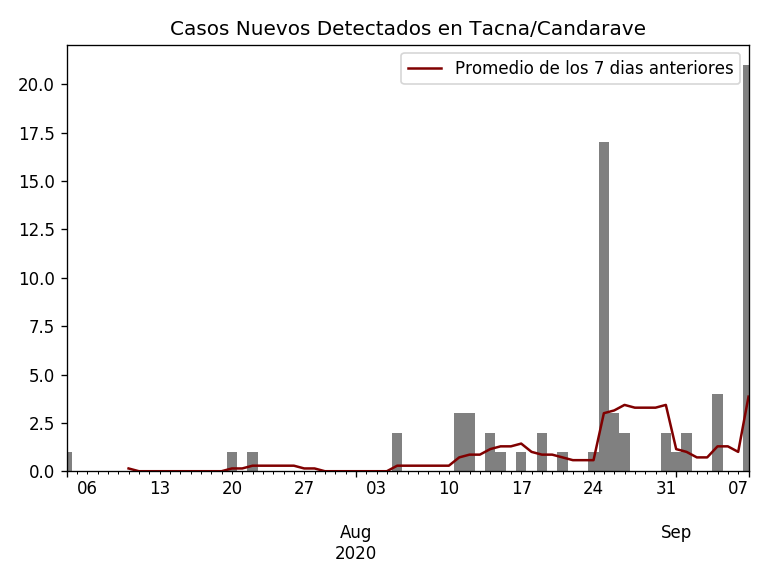 Casos Nuevos Detectados en Tacna/Candarave
Promedio de los 7 dias anteriores
20.0
17.5
15.0
12.5
10.0
7.5
5.0
2.5
0.0
06 13 20 27 03 10 17 24 31 07
Aug Sep
2020